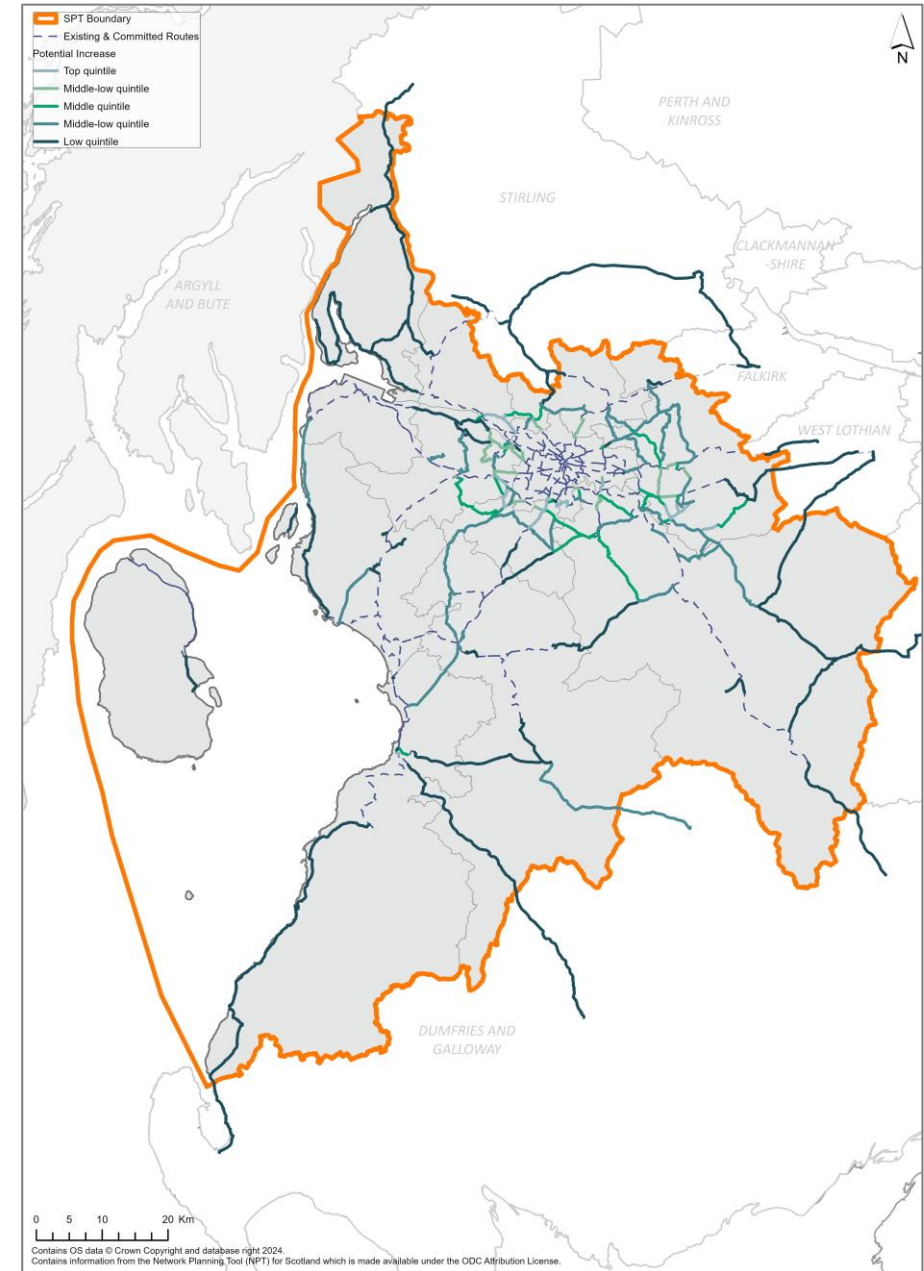 SPT Boundary
Existing & Committed Routes
Potential Increase
Top quintile
Middle-low quintile
Middle quintile
Middle-low quintile
Low quintile
N
PERTH AND
KINROSS
STIRLING
CLACKMANNAN
-SHIRE
ARGYLL
AND BUTE
FALKIRK
WEST LOTHIAN
DUMFRIES AND
GALLOWAY
0 5 10 20 Km
Contains OS data © Crown Copyright and database right 2024.
Contains information from the Network Planning Tool (NPT) for Scotland which is made available under the ODC Attribution License.